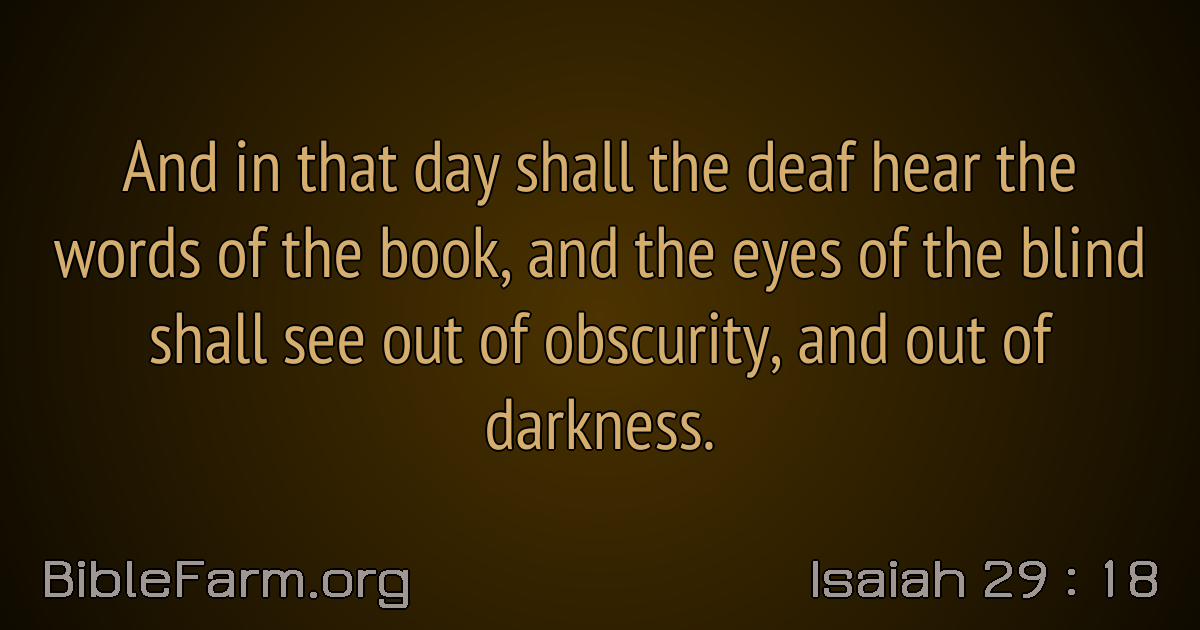 And in that day shall the deaf hear the
words of the book, and the eyes of the blind
shall see out of obscurity, and out of
darkness.
BibleFarm.org
Isaiah 29 : 18